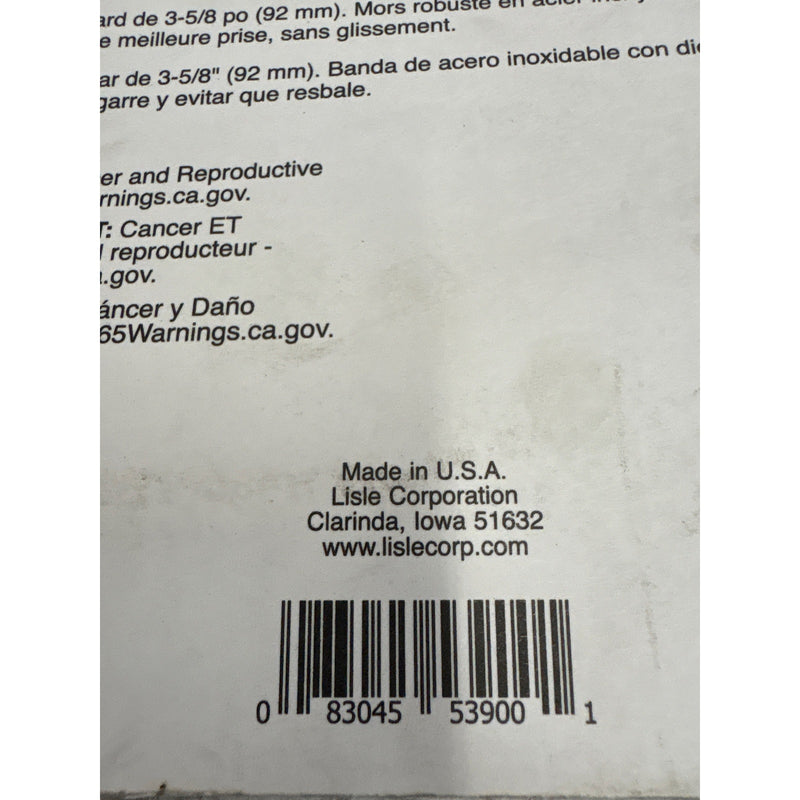 ard de 3-5/8 po (92 mm). Mors robuste en acier
e meilleure prise, sans glissement.
ar de 3-5/8" (92 mm). Banda de acero inoxidable con
garre y evitar que resbale.
er and Reproductive
rnings.ca.gov.
T: Cancer ET
reproducteur -
.gov.
áncer y Daño
65Warnings.ca.gov.
Made in U.S.A.
Lisle Corporation
Clarinda, Iowa 51632
www.lislecorp.com
0 83045 53900 1